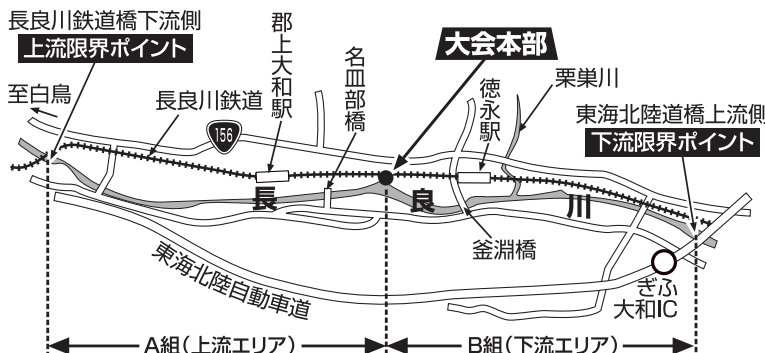 長良川鉄道橋下流側
上流限界ポイント
至白鳥
長良川鉄道
156
郡上大和駅
名皿部橋
大会本部
徳永駅
栗巣川
東海北陸道橋上流側
下流限界ポイント
長良川
釜淵橋
東海北陸自動車道
ぎふ
大和IC
A組(上流エリア)
B組(下流エリア)